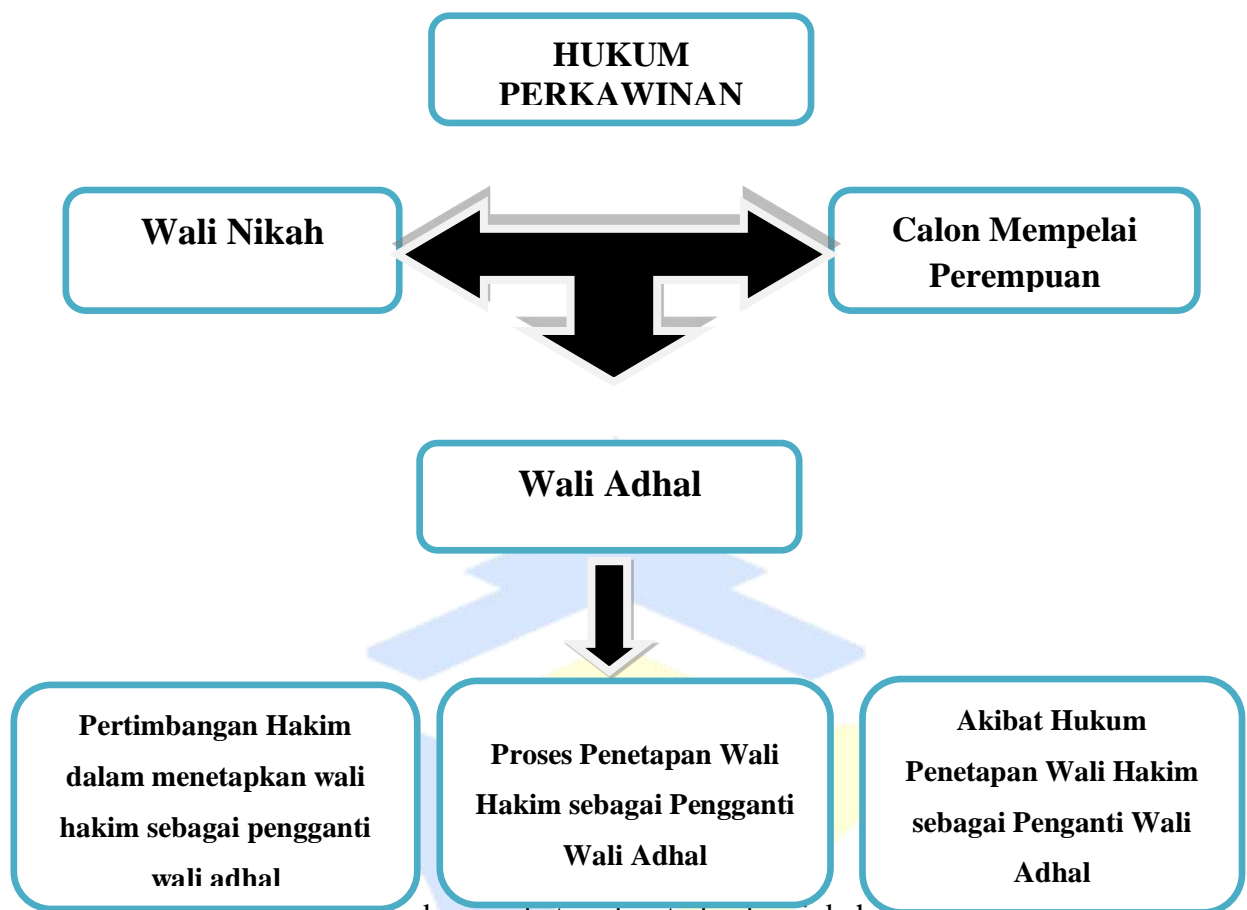 HUKUM
PERKAWINAN
Wali Nikah
Calon Mempelai
Perempuan
Wali Adhal
Pertimbangan Hakim
dalam menetapkan wali
hakim sebagai pengganti
wali adhal
Proses Penetapan Wali
Hakim sebagai Pengganti
Wali Adhal
Akibat Hukum
Penetapan Wali Hakim
sebagai Penganti Wali
Adhal